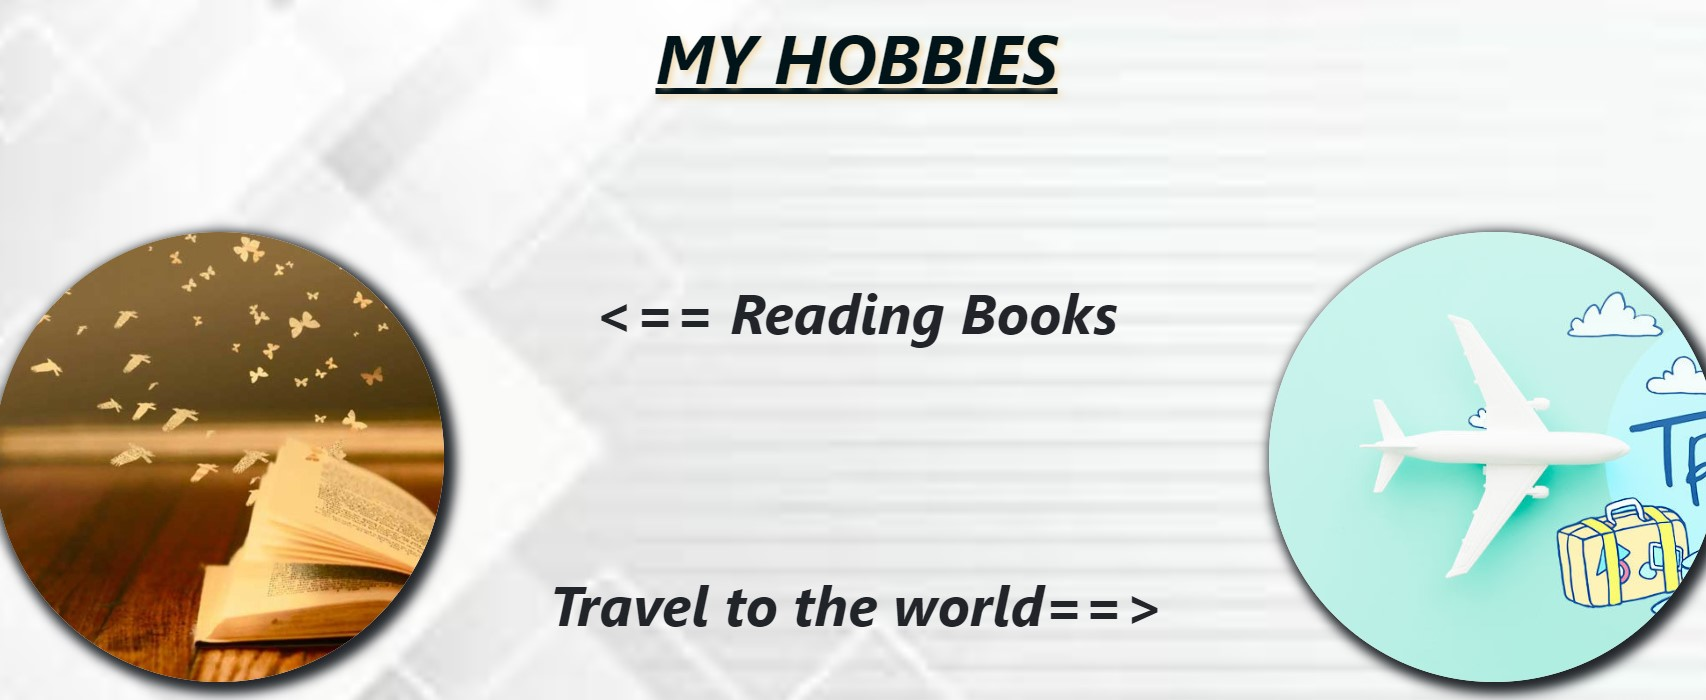 MY HOBBIES
<== Reading Books
Travel to the world==>